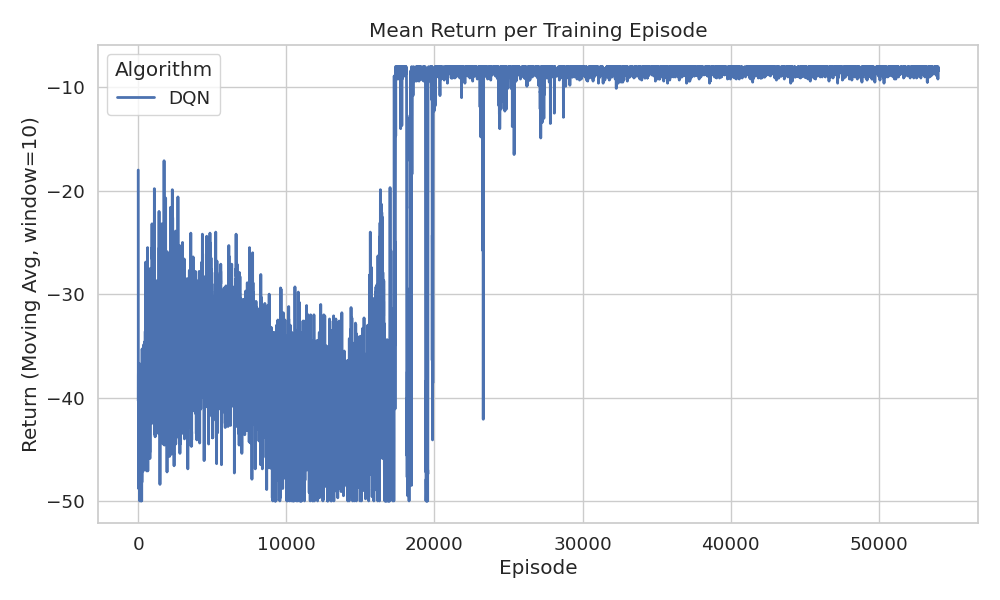 Mean Return per Training Episode
Algorithm
DQN
Return (Moving Avg, window=10)
−10
−20
−30
−40
−50
0 10000 20000 30000 40000 50000
Episode